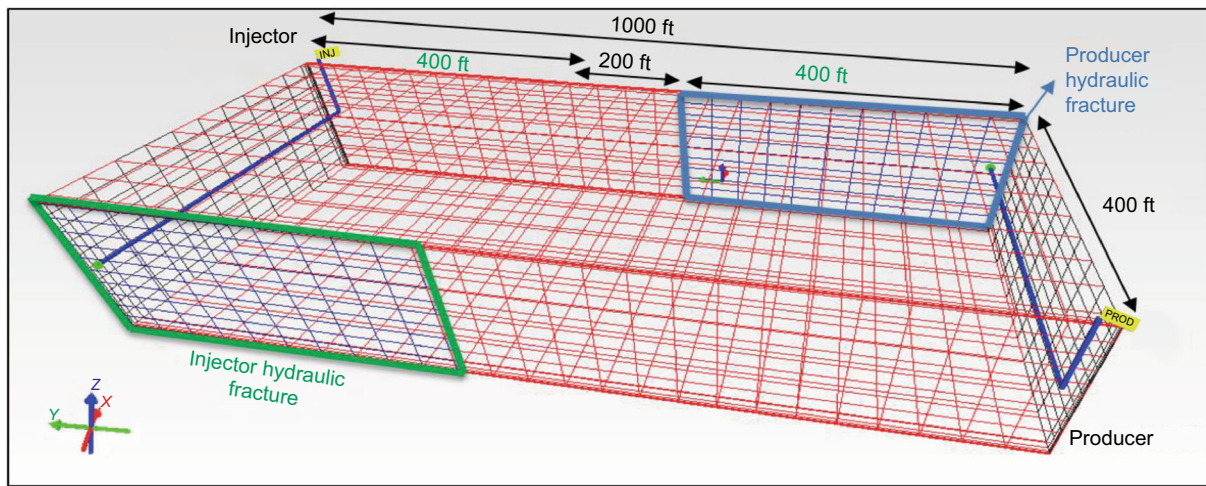 1000 ft
Injector
INJ
400 ft
200 ft
400 ft
Producer
hydraulic
fracture
400 ft
PROD
Injector hydraulic
fracture
Z
X
Y
Producer